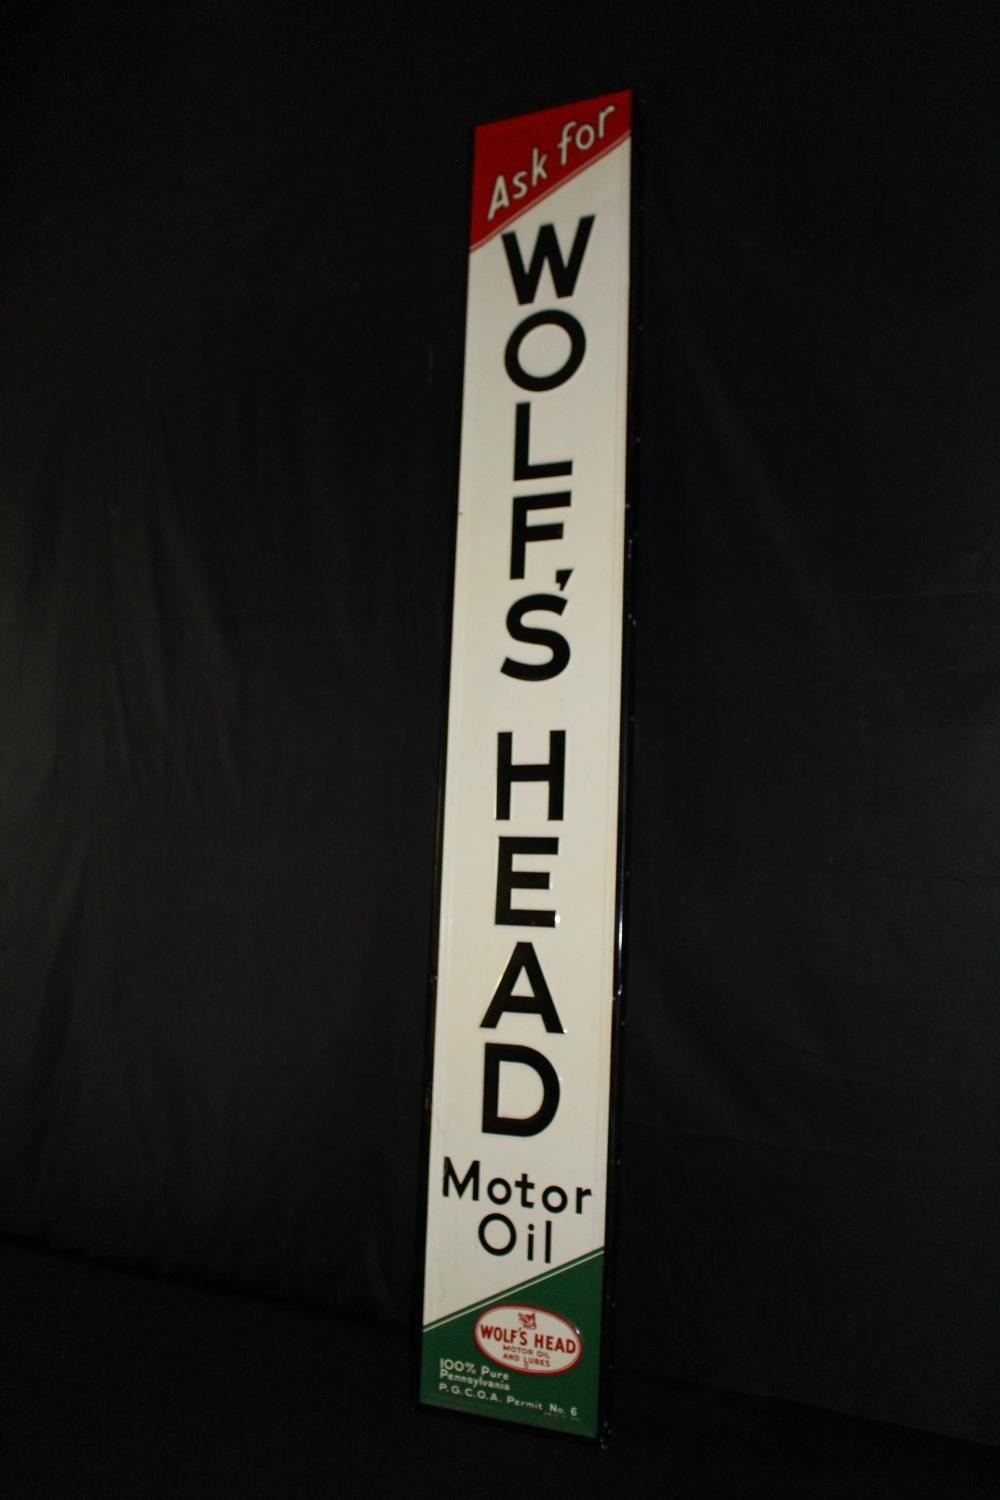 Ask for
WOLF'S
HEAD
Motor
Oil
WOLF'S HEAD
MOTOR OIL
AND LUBES
100% Pure
Pennsylvania
P.G.C.O.A. Permit No. 6